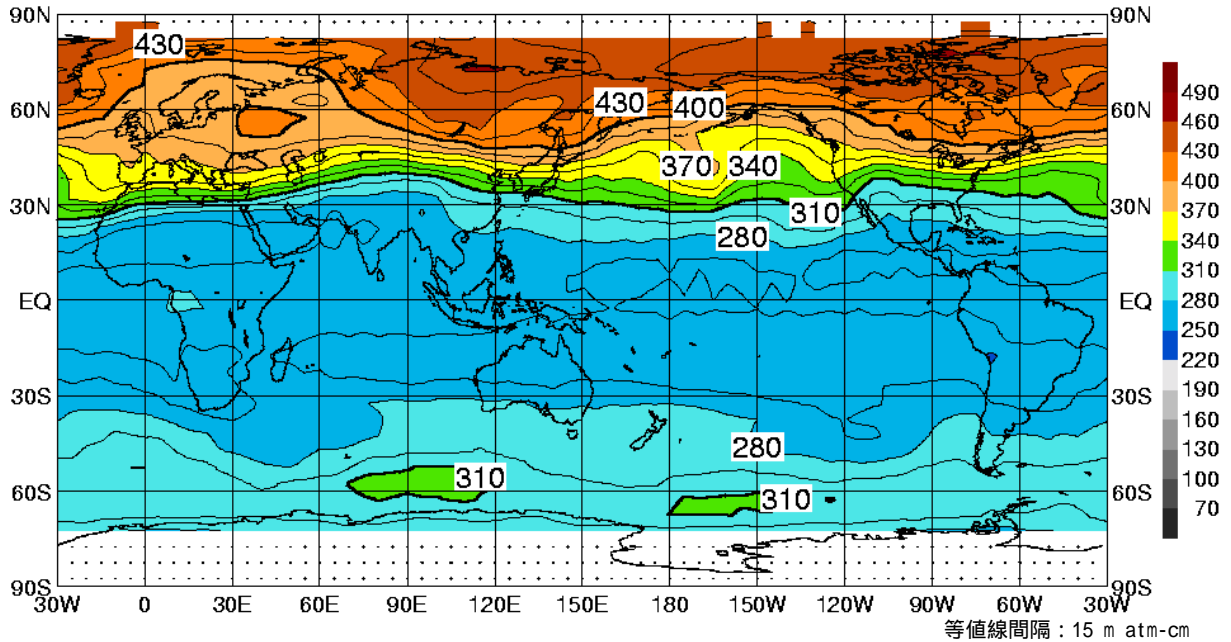 90N 90N
430
490
60N 430 400 60N
460
430
370 340
400
30N 310 30N
370
280
340
310
EQ EQ
280
250
220
30S 30S
190
280
160
310
130
60S 310 60S
100
70
90S 90S
30W 0 30E 60E 90E 120E 150E 180 150W 120W 90W 60W 30W
等値線間隔：15 m atm-cm